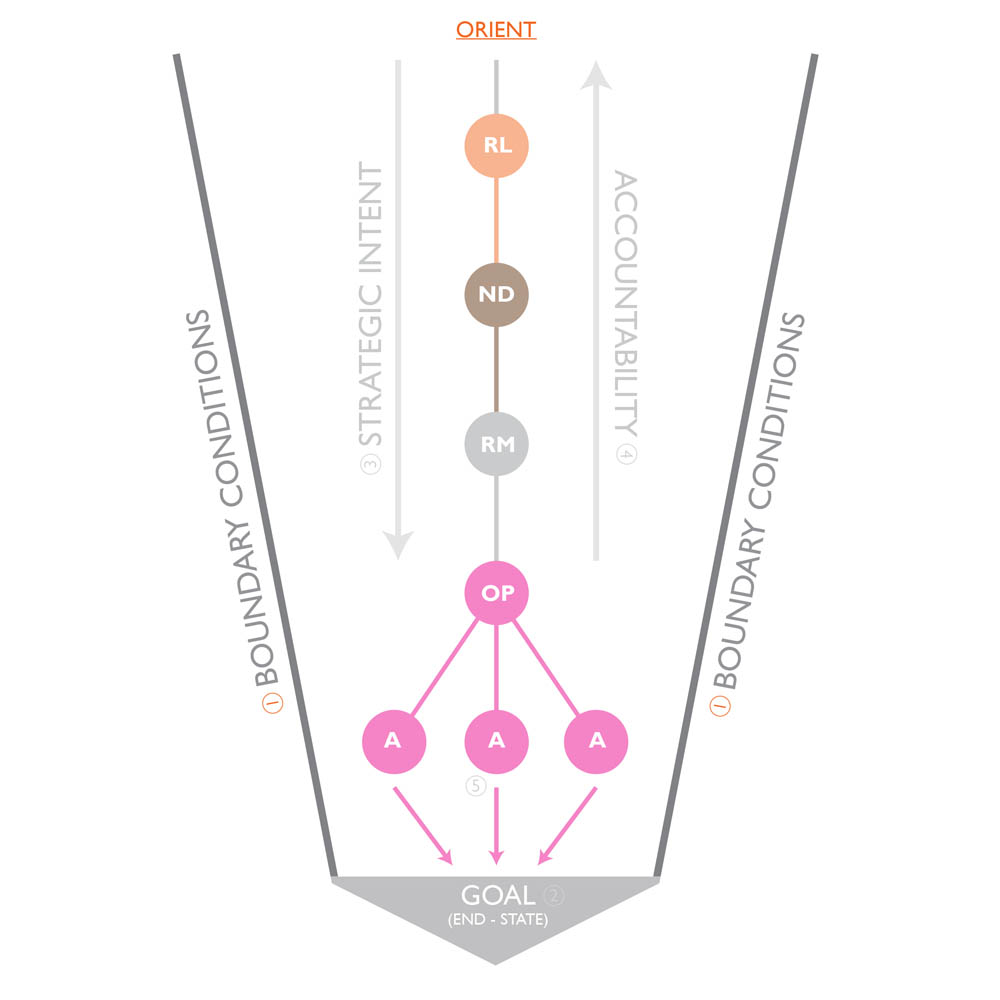 ORIENT
RL
③ STRATEGIC INTENT
ACCOUNTABILITY ④
ND
① BOUNDARY CONDITIONS
① BOUNDARY CONDITIONS
RM
OP
A
A
A
⑤
GOAL ②
(END - STATE)